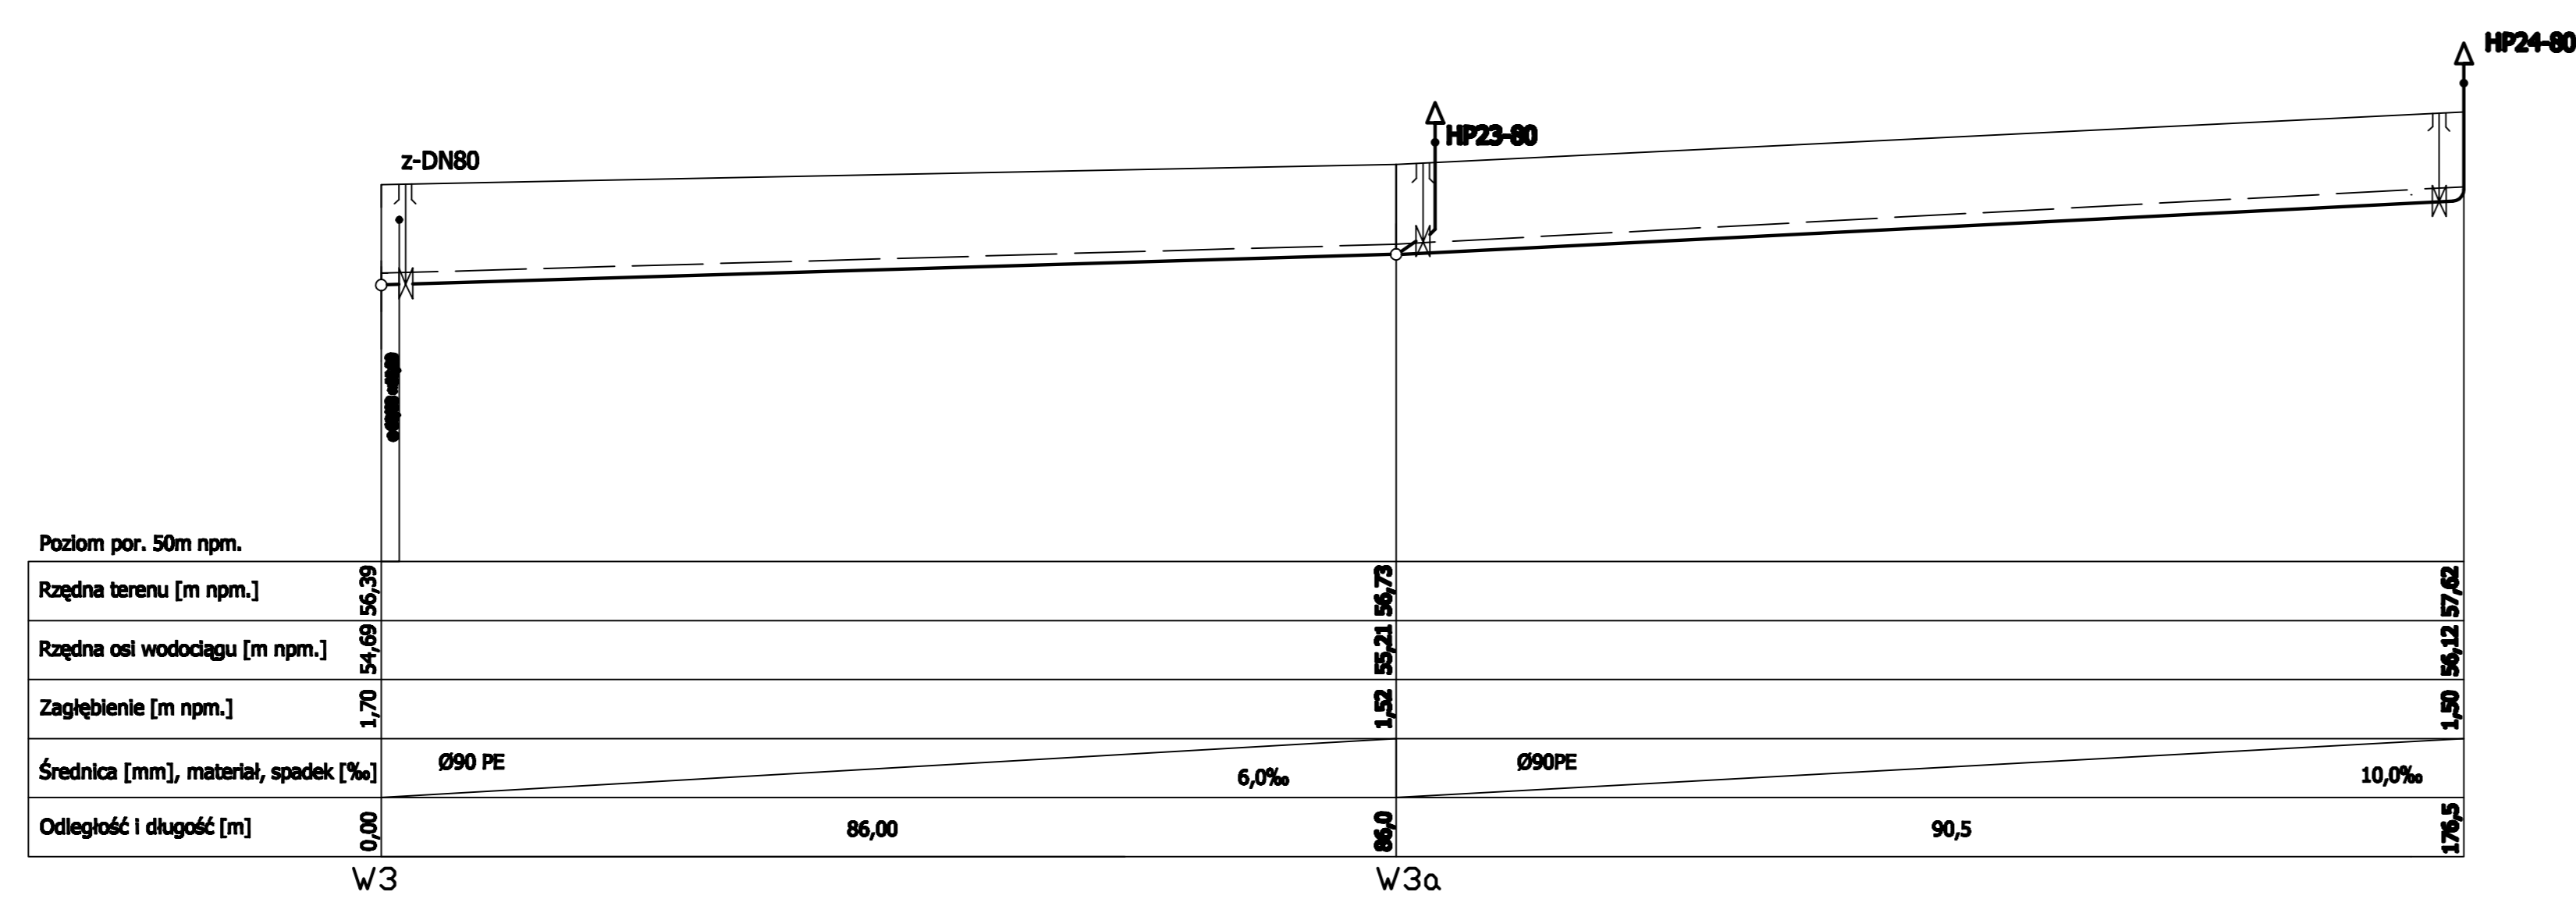 HP24-80
HP23-80
z-DN80
Poziom por. 50m npm.
Rzędna terenu [m npm.] 56,39 56,73 57,62
Rzędna osi wodociągu [m npm.] 54,69 55,21 56,12
Zagłębienie [m npm.] 1,70 1,52 1,50
Średnica [mm], materiał, spadek [‰] Ø90 PE 6,0‰ Ø90PE 10,0‰
Odległość i długość [m] 0,00 86,00 86,0 90,5 176,5
W3 W3a